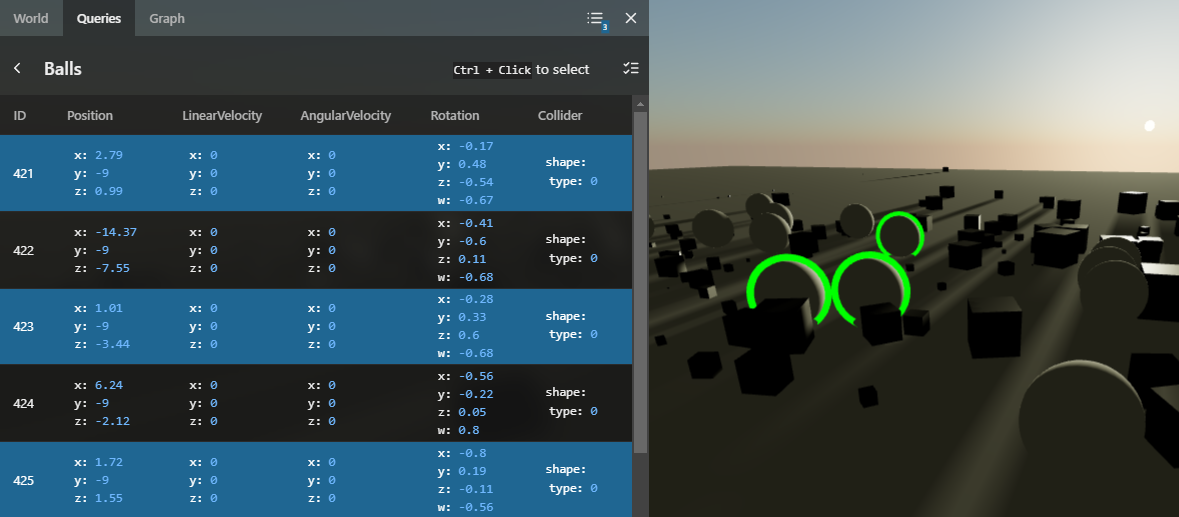 World Queries Graph 3
Balls Ctrl + Click to select
ID Position LinearVelocity AngularVelocity Rotation Collider
421
x: 2.79
y: -9
z: 0.99
x: 0
y: 0
z: 0
x: 0
y: 0
z: 0
x: -0.17
y: 0.48
z: -0.54
w: -0.67
shape:
type: 0
422
x: -14.37
y: -9
z: -7.55
x: 0
y: 0
z: 0
x: 0
y: 0
z: 0
x: -0.41
y: -0.6
z: 0.11
w: -0.68
shape:
type: 0
423
x: 1.01
y: -9
z: -3.44
x: 0
y: 0
z: 0
x: 0
y: 0
z: 0
x: -0.28
y: 0.33
z: 0.6
w: -0.68
shape:
type: 0
424
x: 6.24
y: -9
z: -2.12
x: 0
y: 0
z: 0
x: 0
y: 0
z: 0
x: -0.56
y: -0.22
z: 0.05
w: 0.8
shape:
type: 0
425
x: 1.72
y: -9
z: 1.55
x: 0
y: 0
z: 0
x: 0
y: 0
z: 0
x: -0.8
y: 0.19
z: -0.11
w: -0.56
shape:
type: 0